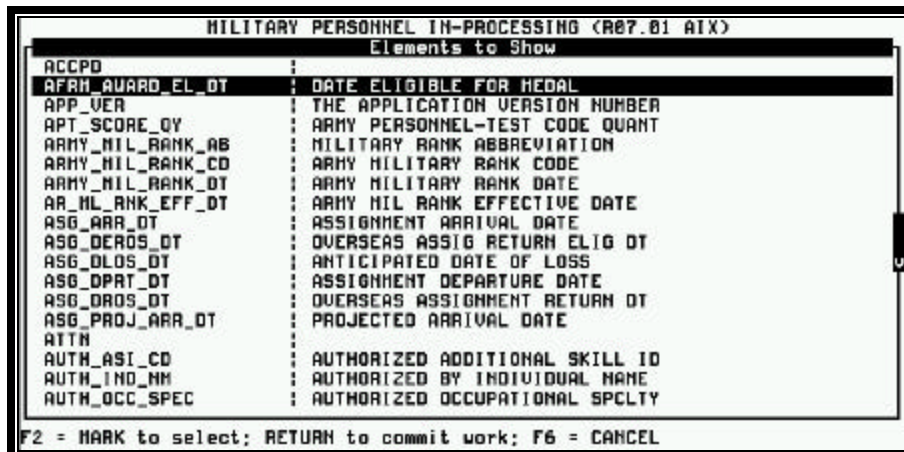 MILITARY PERSONNEL IN-PROCESSING (R07.01 AIX)
Elements to Show
ACCPD ¦
AFRM_AWARD_EL_DT ¦ DATE ELIGIBLE FOR MEDAL
APP_VER ¦ THE APPLICATION VERSION NUMBER
APT_SCORE_QY ¦ ARMY PERSONNEL-TEST CODE QUANT
ARMY_MIL_RANK_AB ¦ MILITARY RANK ABBREVIATION
ARMY_MIL_RANK_CD ¦ ARMY MILITARY RANK CODE
ARMY_MIL_RANK_DT ¦ ARMY MILITARY RANK DATE
AR_ML_RNK_EFF_DT ¦ ARMY MIL RANK EFFECTIVE DATE
ASG_ARR_DT ¦ ASSIGNMENT ARRIVAL DATE
ASG_DEROS_DT ¦ OVERSEAS ASSIG RETURN ELIG DT
ASG_DLOS_DT ¦ ANTICIPATED DATE OF LOSS
ASG_DPRT_DT ¦ ASSIGNMENT DEPARTURE DATE
ASG_DROS_DT ¦ OVERSEAS ASSIGNMENT RETURN DT
ASG_PROJ_ARR_DT ¦ PROJECTED ARRIVAL DATE
ATTN ¦
AUTH_ASI_CD ¦ AUTHORIZED ADDITIONAL SKILL ID
AUTH_IND_NM ¦ AUTHORIZED BY INDIVIDUAL NAME
AUTH_OCC_SPEC ¦ AUTHORIZED OCCUPATIONAL SPCLTY
F2 = MARK to select; RETURN to commit work; F6 = CANCEL